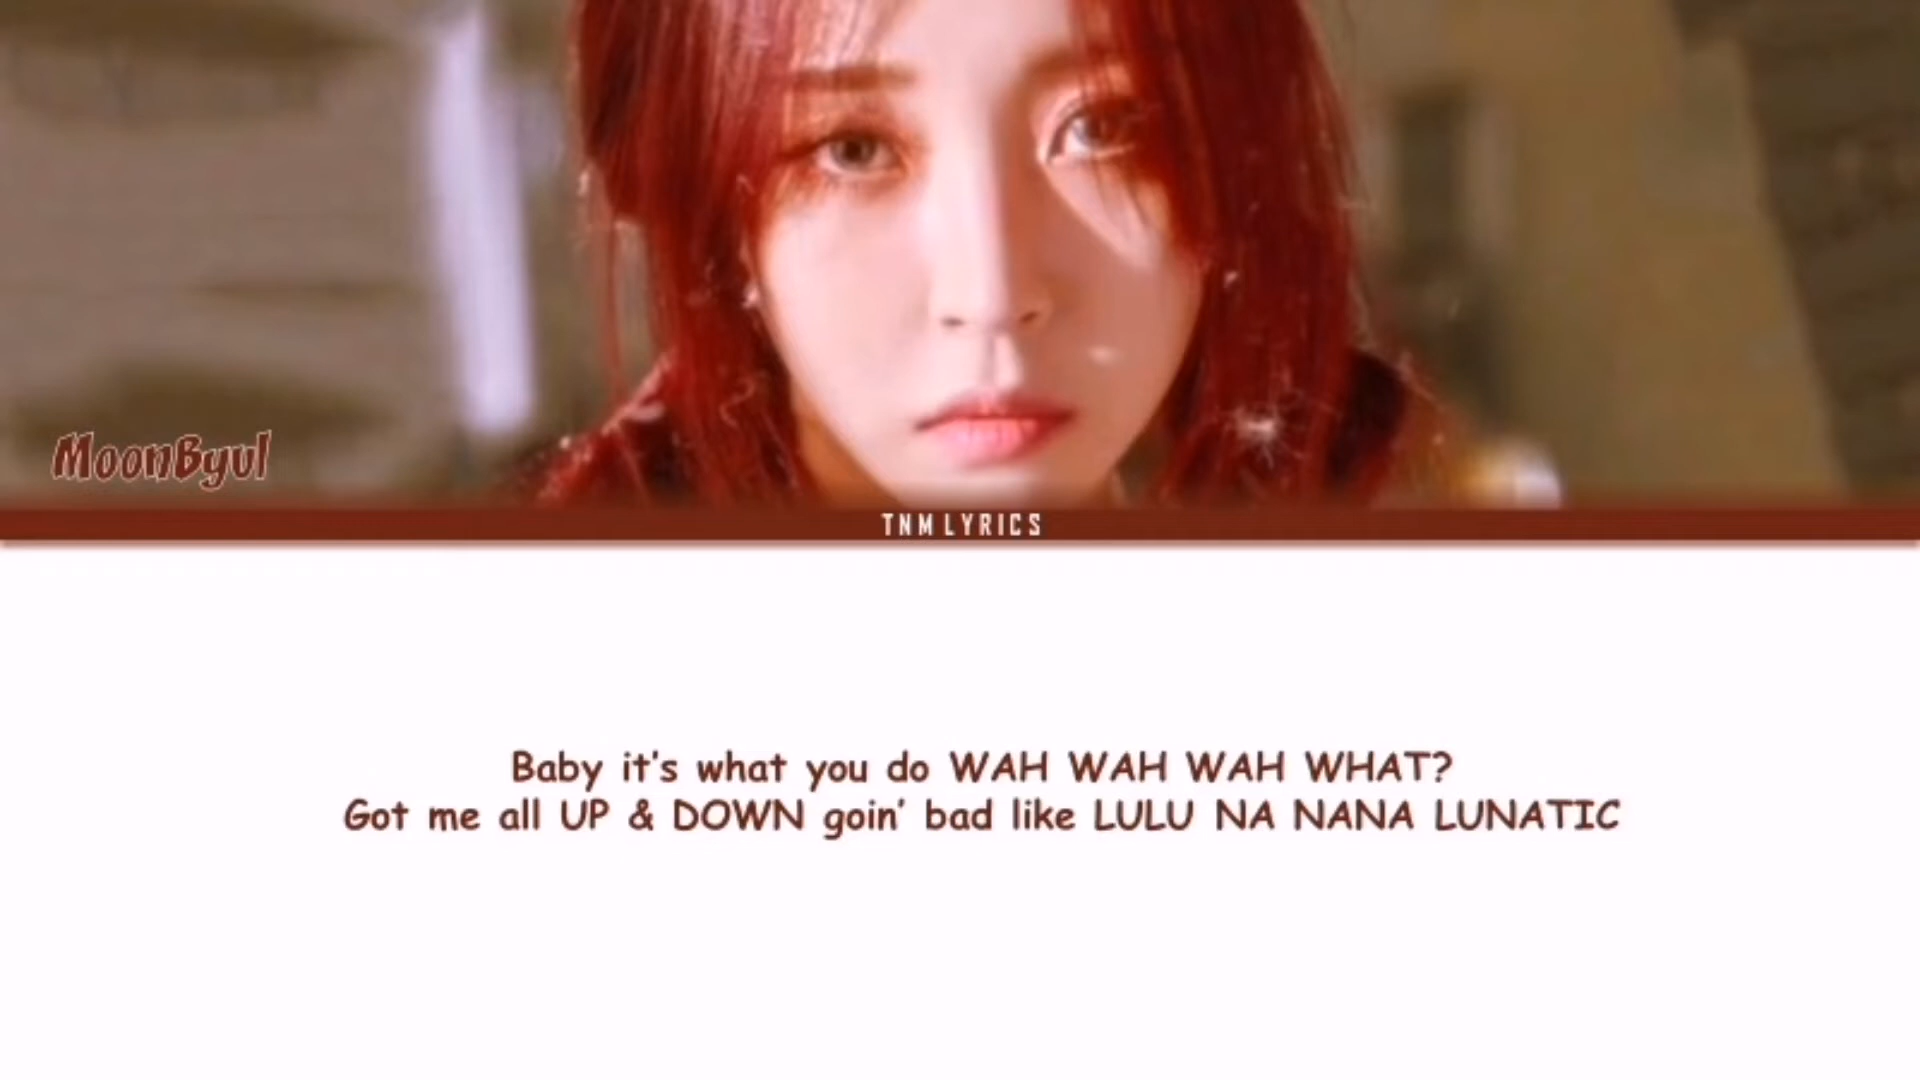 MoonByul
TNM LYRICS
Baby it's what you do WAH WAH WAH WHAT?
Got me all UP & DOWN goin' bad like LULU NA NANA LUNATIC